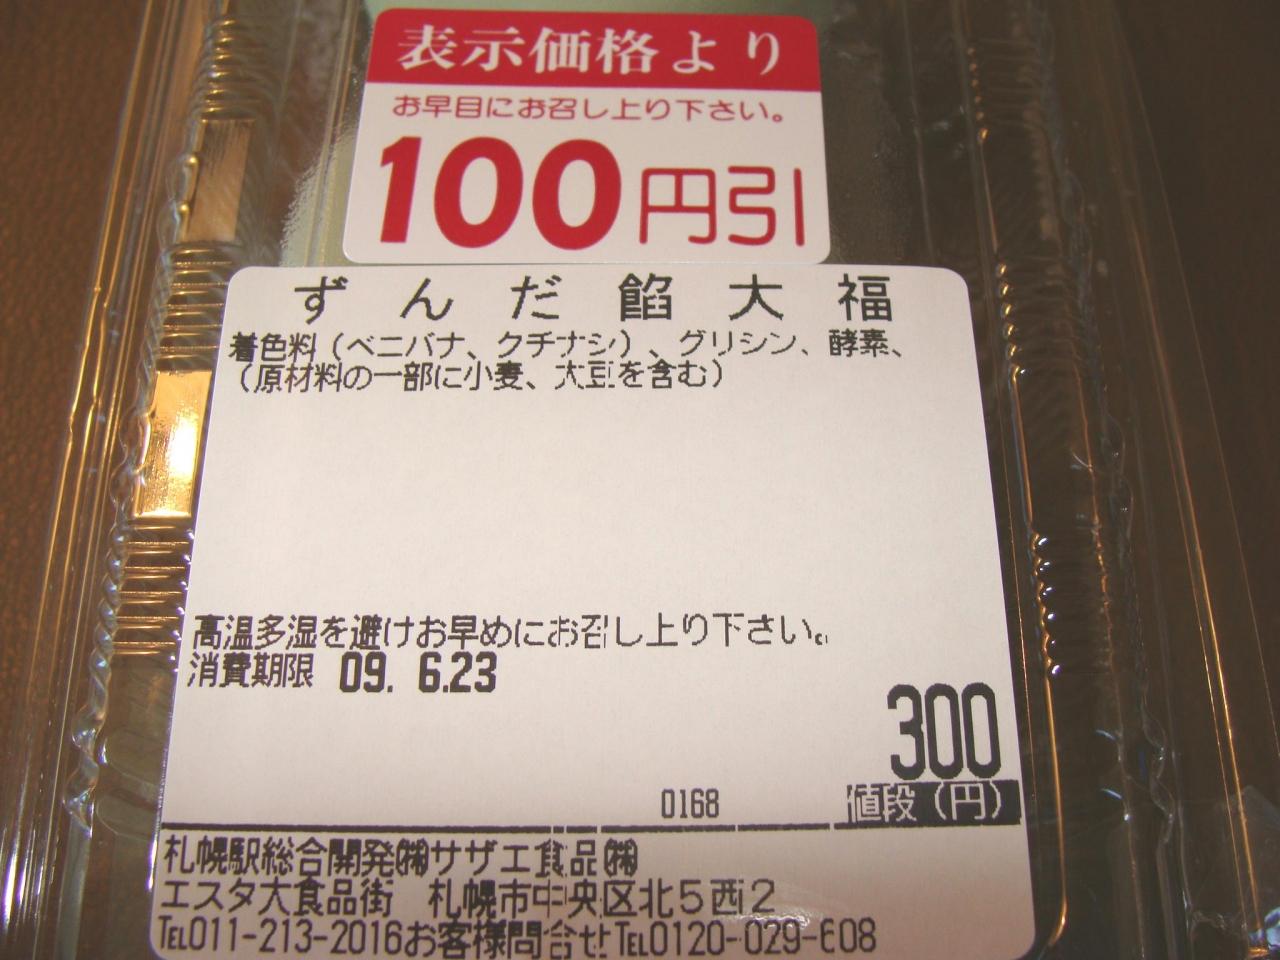 表示価格より
お早目にお召し上り下さい。
100円引
ずんだ餡大福
着色料(ベニバナ、クチナシ)、グリシン、酵素、
(原材料の一部に小麦、大豆を含む)
高温多湿を避けお早めにお召し上り下さい。
消費期限 09. 6.23
300
0168 値段(円)
札幌駅総合開発㈱サザエ食品㈱
エスタ大食品街 札幌市中央区北5西2
℡011-213-2016お客様問合せ℡0120-029-608